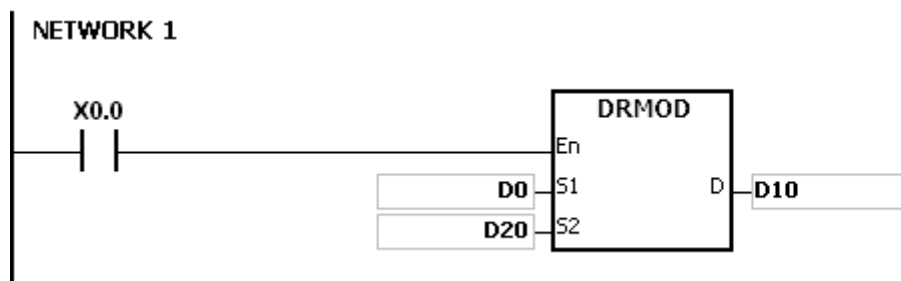 NETWORK 1
X0.0
DRMOD
En
D0 S1 D D10
D20 S2